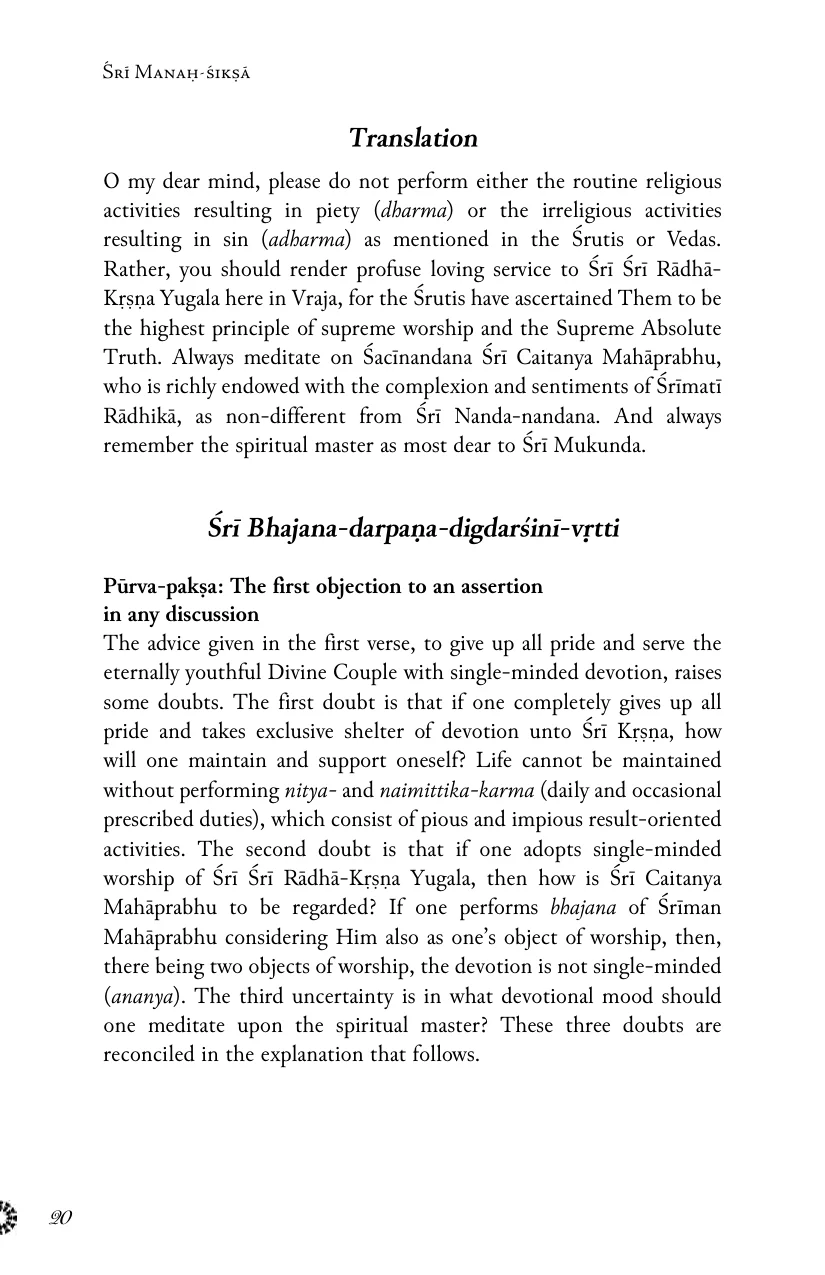 Śrī Manaḥ-śikṣā
Translation
O my dear mind, please do not perform either the routine religious
activities resulting in piety (dharma) or the irreligious activities
resulting in sin (adharma) as mentioned in the Śrutis or Vedas.
Rather, you should render profuse loving service to Śrī Śrī Rādhā-
Kṛṣṇa Yugala here in Vraja, for the Śrutis have ascertained Them to be
the highest principle of supreme worship and the Supreme Absolute
Truth. Always meditate on Śacīnandana Śrī Caitanya Mahāprabhu,
who is richly endowed with the complexion and sentiments of Śrīmatī
Rādhikā, as non-different from Śrī Nanda-nandana. And always
remember the spiritual master as most dear to Śrī Mukunda.
Śrī Bhajana-darpaṇa-digdarśinī-vṛtti
Pūrva-pakṣa: The first objection to an assertion
in any discussion
The advice given in the first verse, to give up all pride and serve the
eternally youthful Divine Couple with single-minded devotion, raises
some doubts. The first doubt is that if one completely gives up all
pride and takes exclusive shelter of devotion unto Śrī Kṛṣṇa, how
will one maintain and support oneself? Life cannot be maintained
without performing nitya- and naimittika-karma (daily and occasional
prescribed duties), which consist of pious and impious result-oriented
activities. The second doubt is that if one adopts single-minded
worship of Śrī Śrī Rādhā-Kṛṣṇa Yugala, then how is Śrī Caitanya
Mahāprabhu to be regarded? If one performs bhajana of Śrīman
Mahāprabhu considering Him also as one’s object of worship, then,
there being two objects of worship, the devotion is not single-minded
(ananya). The third uncertainty is in what devotional mood should
one meditate upon the spiritual master? These three doubts are
reconciled in the explanation that follows.
20